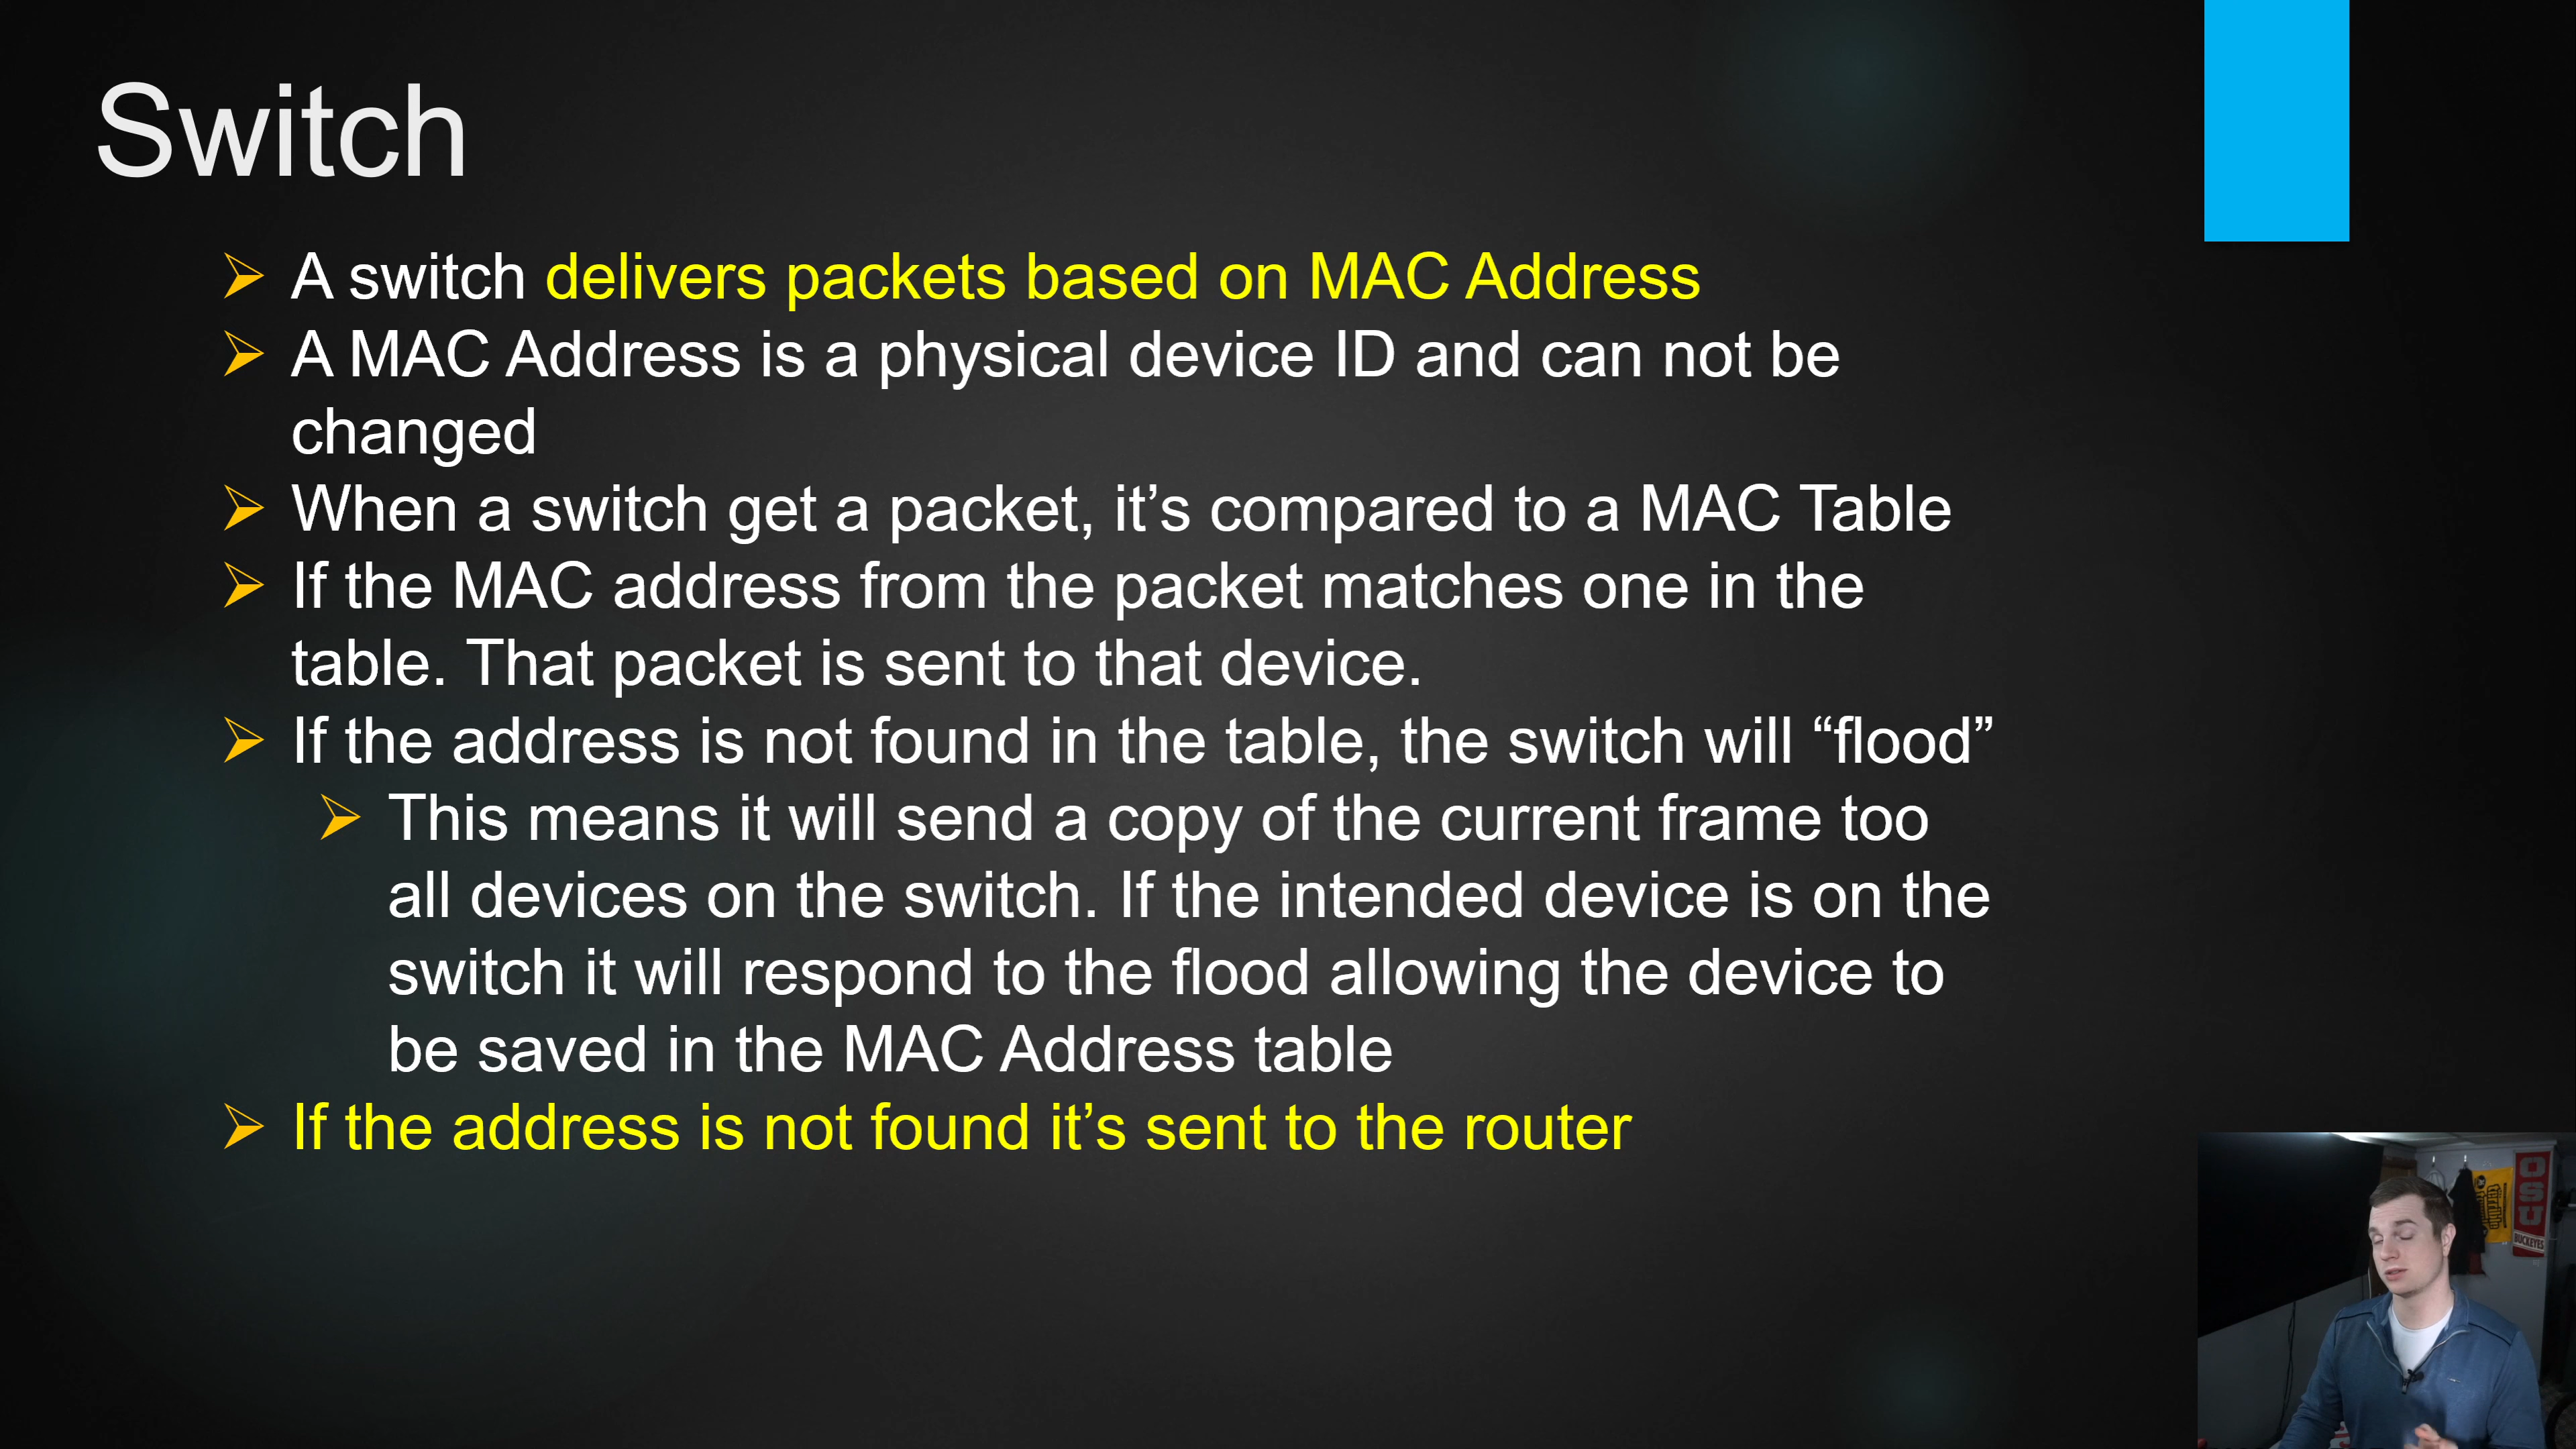 Switch
A switch delivers packets based on MAC Address
A MAC Address is a physical device ID and can not be
changed
When a switch get a packet, it’s compared to a MAC Table
If the MAC address from the packet matches one in the
table. That packet is sent to that device.
If the address is not found in the table, the switch will “flood”
This means it will send a copy of the current frame too
all devices on the switch. If the intended device is on the
switch it will respond to the flood allowing the device to
be saved in the MAC Address table
If the address is not found it’s sent to the router
OSU
BUCKEYES